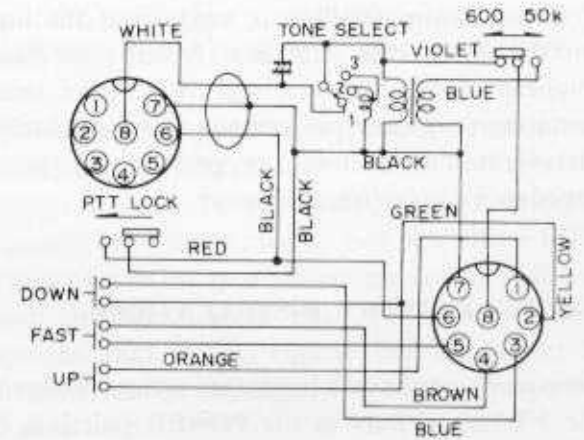 600 50k
WHITE
TONE SELECT
VIOLET
3
2
1
BLUE
1 7
2 8 6
3 5
4
BLACK
PTT LOCK
BLACK
BLACK
GREEN
RED
YELLOW
DOWN
7 1
6 8 2
5 3
4
FAST
ORANGE
UP
BROWN
BLUE